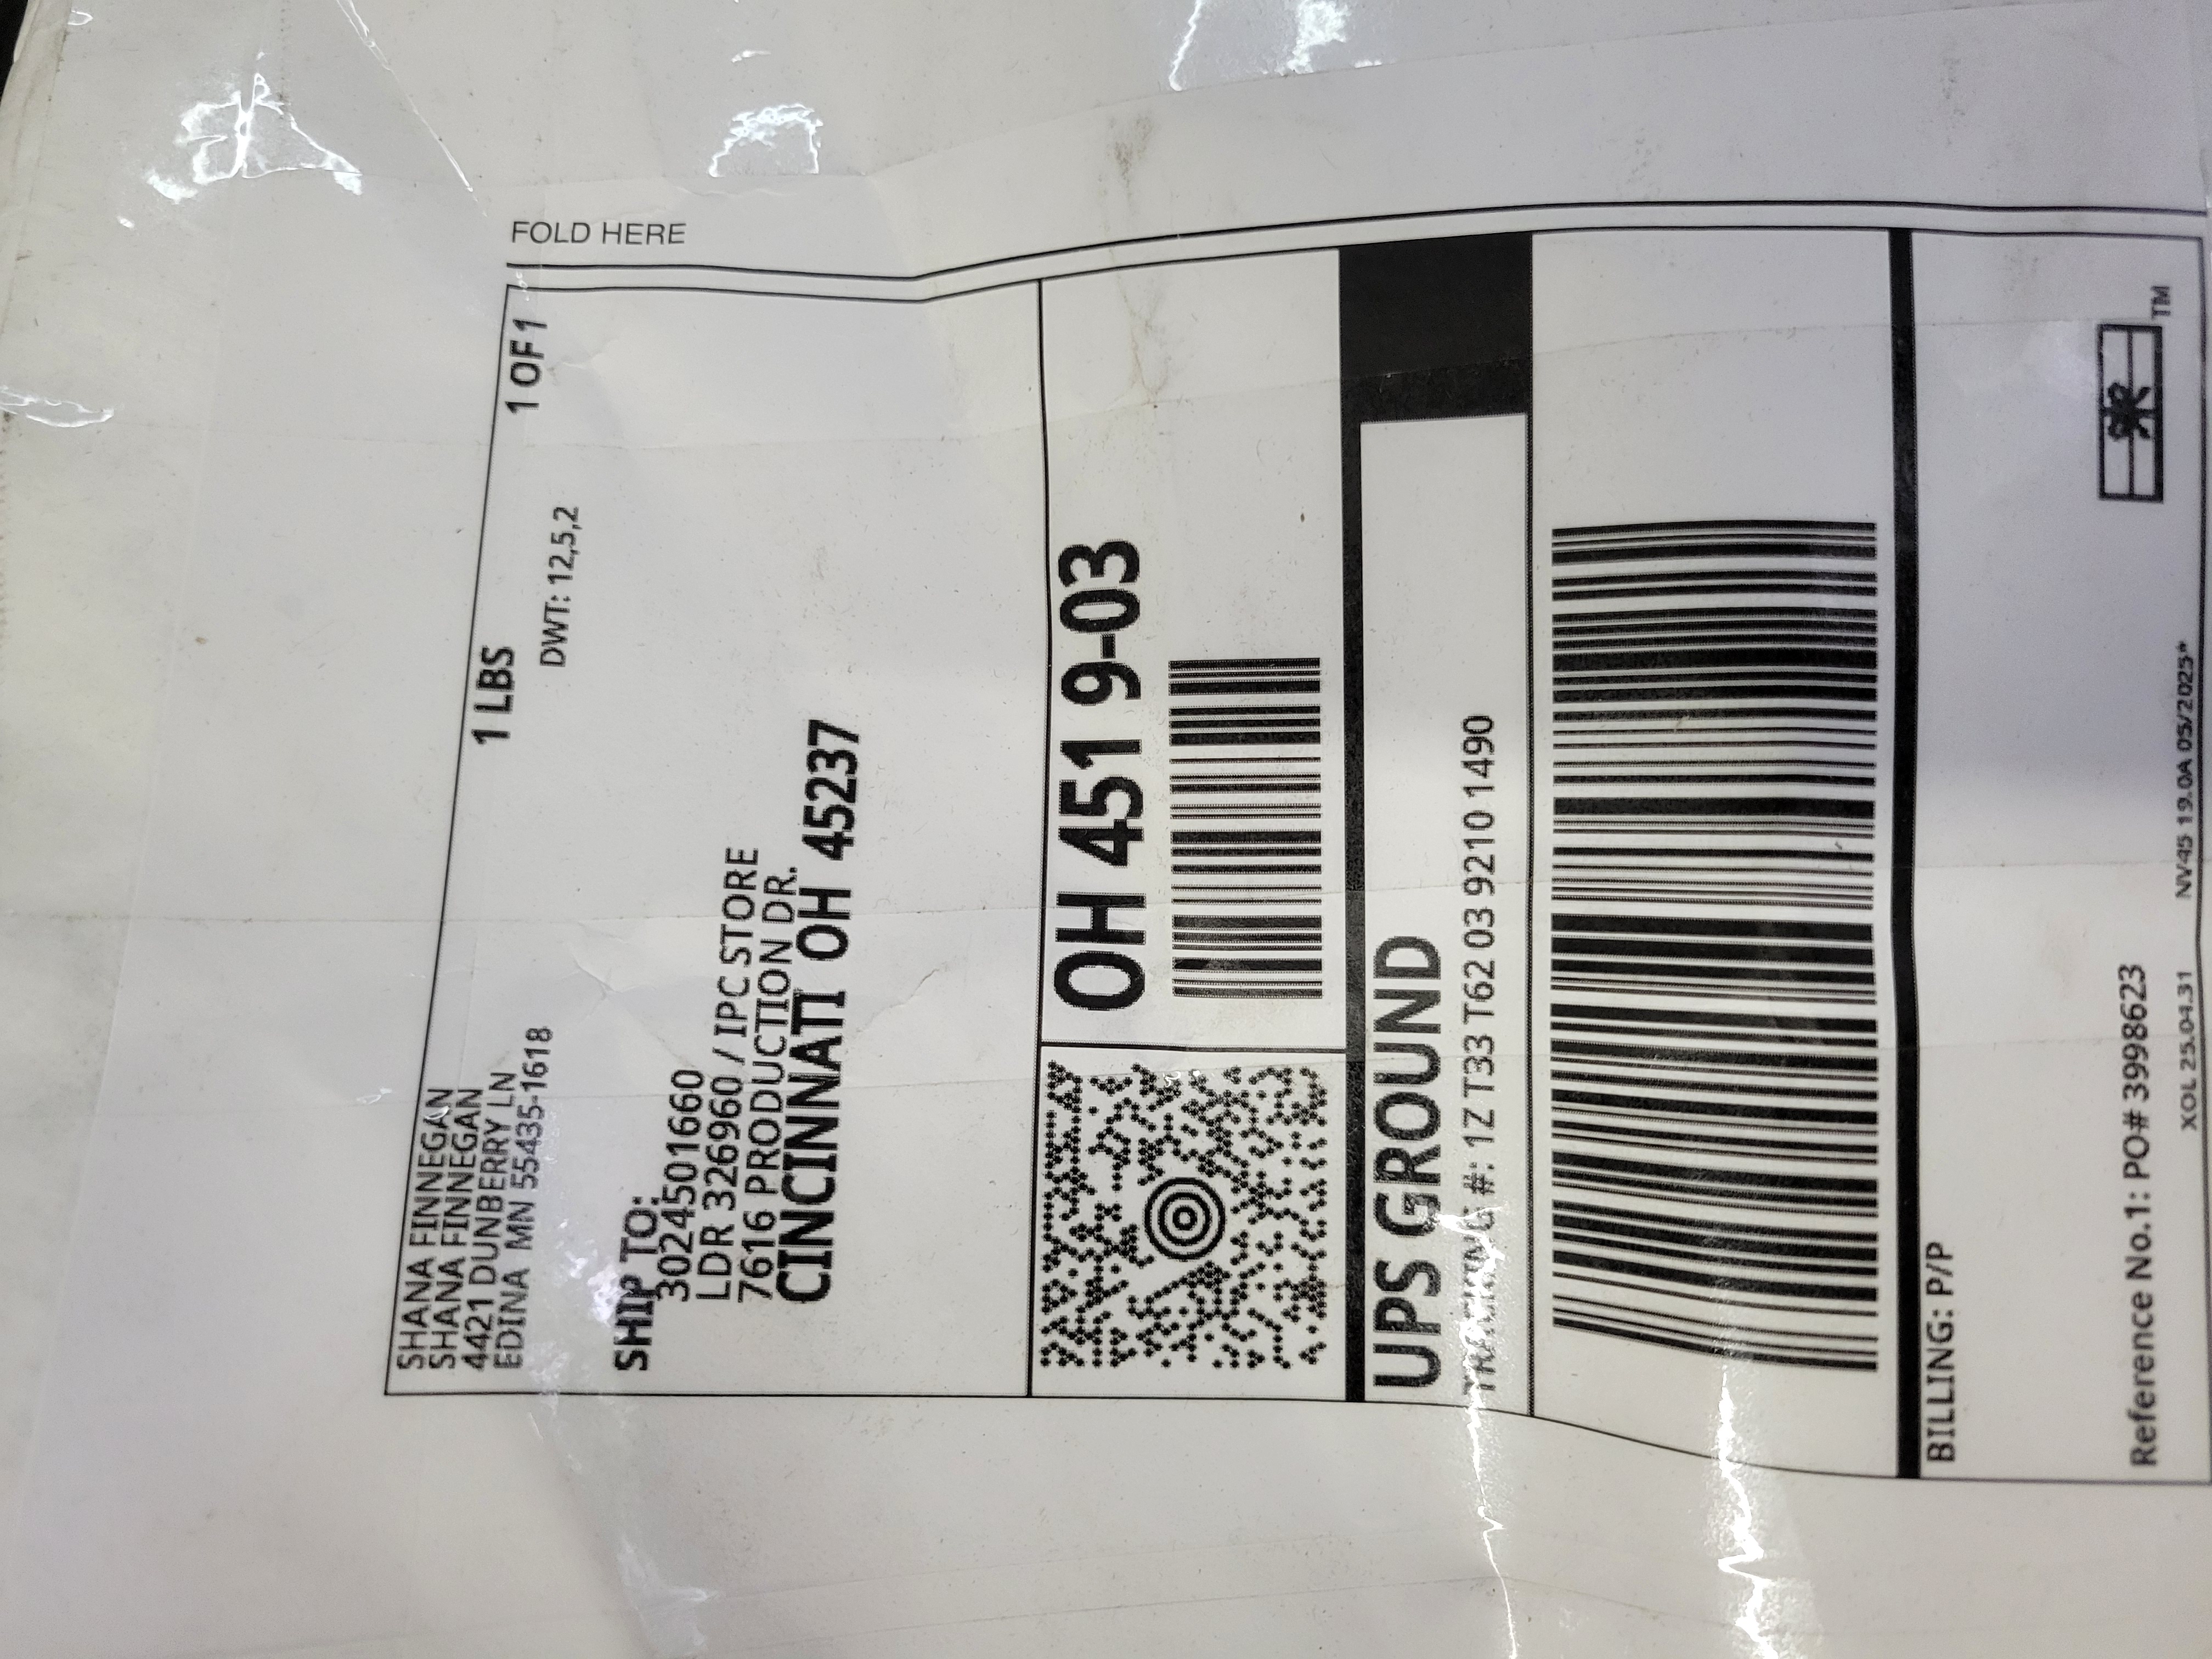 FOLD HERE
SHANA FINNEGAN
SHANA FINNEGAN
4421 DUNBERRY LN
EDINA MN 55435-1618
1 LBS
1 OF 1
DWT: 12,5,2
SHIP TO:
3024501660
LDR 326960 / IPC STORE
7616 PRODUCTION DR.
CINCINNATI OH 45237
OH 451 9-03
UPS GROUND
TRACKING #: 1Z T33 T62 03 9210 1490
BILLING: P/P
Reference No.1: PO# 3998623
XOL 25.04.31 NV45 19.0A 05/2025*
TM